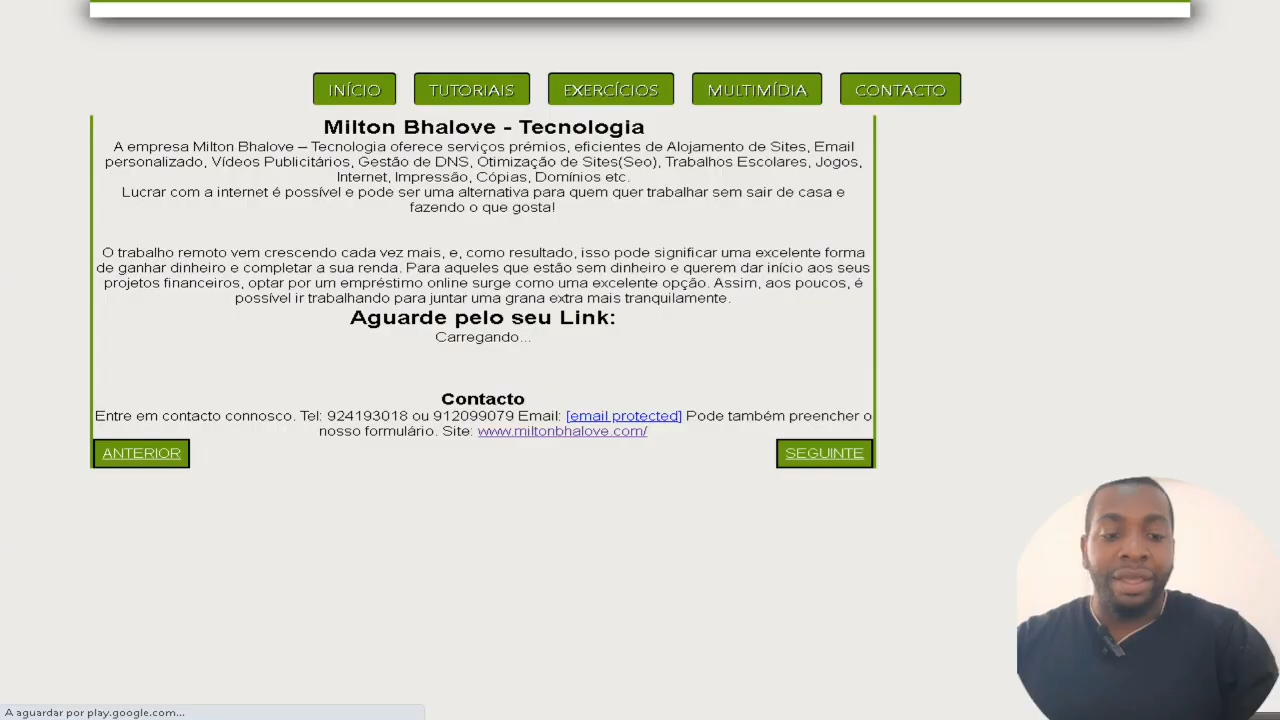 INÍCIO TUTORIAIS EXERCÍCIOS MULTIMÍDIA CONTACTO
Milton Bhalove - Tecnologia
A empresa Milton Bhalove – Tecnologia oferece serviços prémios, eficientes de Alojamento de Sites, Email
personalizado, Vídeos Publicitários, Gestão de DNS, Otimização de Sites(Seo), Trabalhos Escolares, Jogos,
Internet, Impressão, Cópias, Domínios etc.
Lucrar com a internet é possível e pode ser uma alternativa para quem quer trabalhar sem sair de casa e
fazendo o que gosta!
O trabalho remoto vem crescendo cada vez mais, e, como resultado, isso pode significar uma excelente forma
de ganhar dinheiro e completar a sua renda. Para aqueles que estão sem dinheiro e querem dar início aos seus
projetos financeiros, optar por um empréstimo online surge como uma excelente opção. Assim, aos poucos, é
possível ir trabalhando para juntar uma grana extra mais tranquilamente.
Aguarde pelo seu Link:
Carregando...
Contacto
Entre em contacto connosco. Tel: 924193018 ou 912099079 Email: [email protected] Pode também preencher o
nosso formulário. Site: www.miltonbhalove.com/
ANTERIOR SEGUINTE
A aguardar por play.google.com...